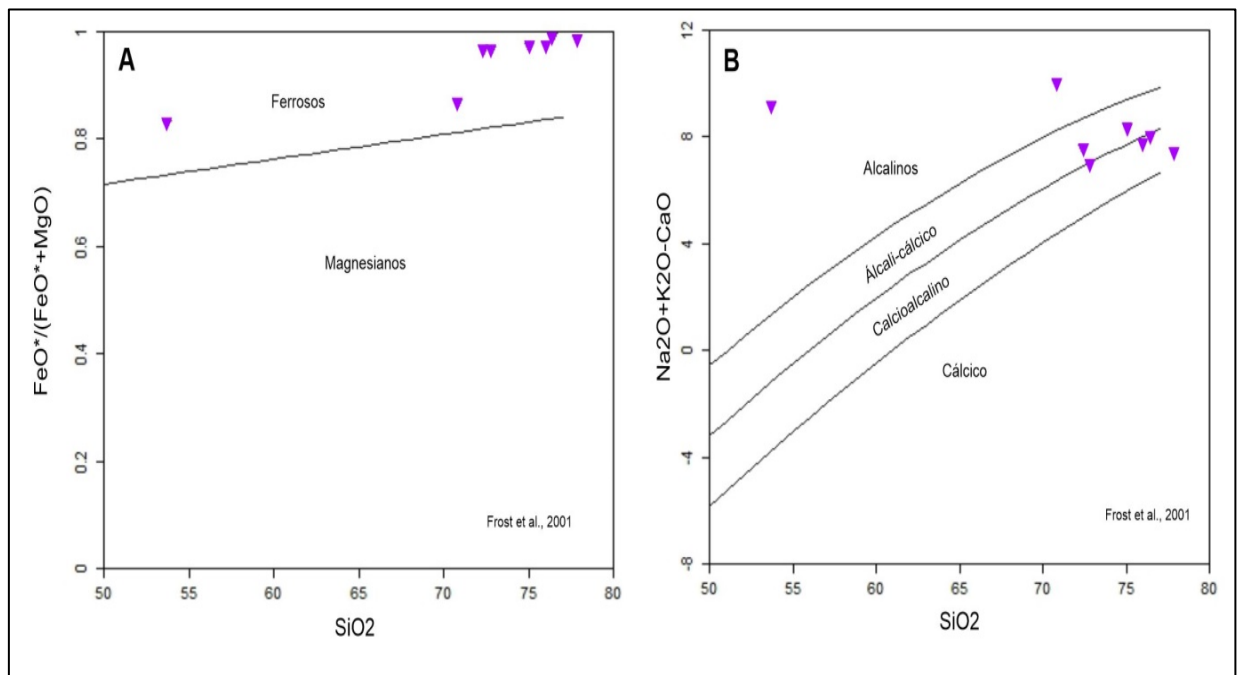 A
Ferrosos
Magnesianos
Frost et al., 2001
FeO*/(FeO*+MgO)
1
0.8
0.6
0.4
0.2
0
50
55
60
65
70
75
80
SiO2
B
Alcalinos
Álcali-cálcico
Calcioalcalino
Cálcico
Frost et al., 2001
Na2O+K2O-CaO
12
8
4
0
-4
-8
50
55
60
65
70
75
80
SiO2